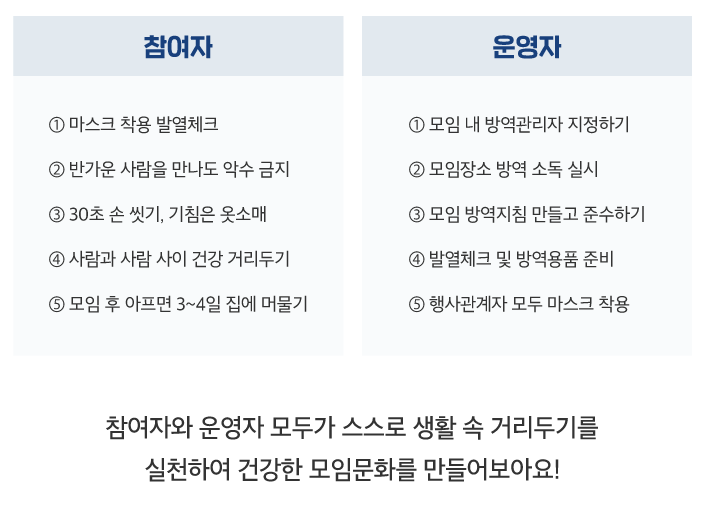 참여자
① 마스크 착용 발열체크
② 반가운 사람을 만나도 악수 금지
③ 30초 손 씻기, 기침은 옷소매
④ 사람과 사람 사이 건강 거리두기
⑤ 모임 후 아프면 3~4일 집에 머물기
운영자
① 모임 내 방역관리자 지정하기
② 모임장소 방역 소독 실시
③ 모임 방역지침 만들고 준수하기
④ 발열체크 및 방역용품 준비
⑤ 행사관계자 모두 마스크 착용
참여자와 운영자 모두가 스스로 생활 속 거리두기를
실천하여 건강한 모임문화를 만들어보아요!